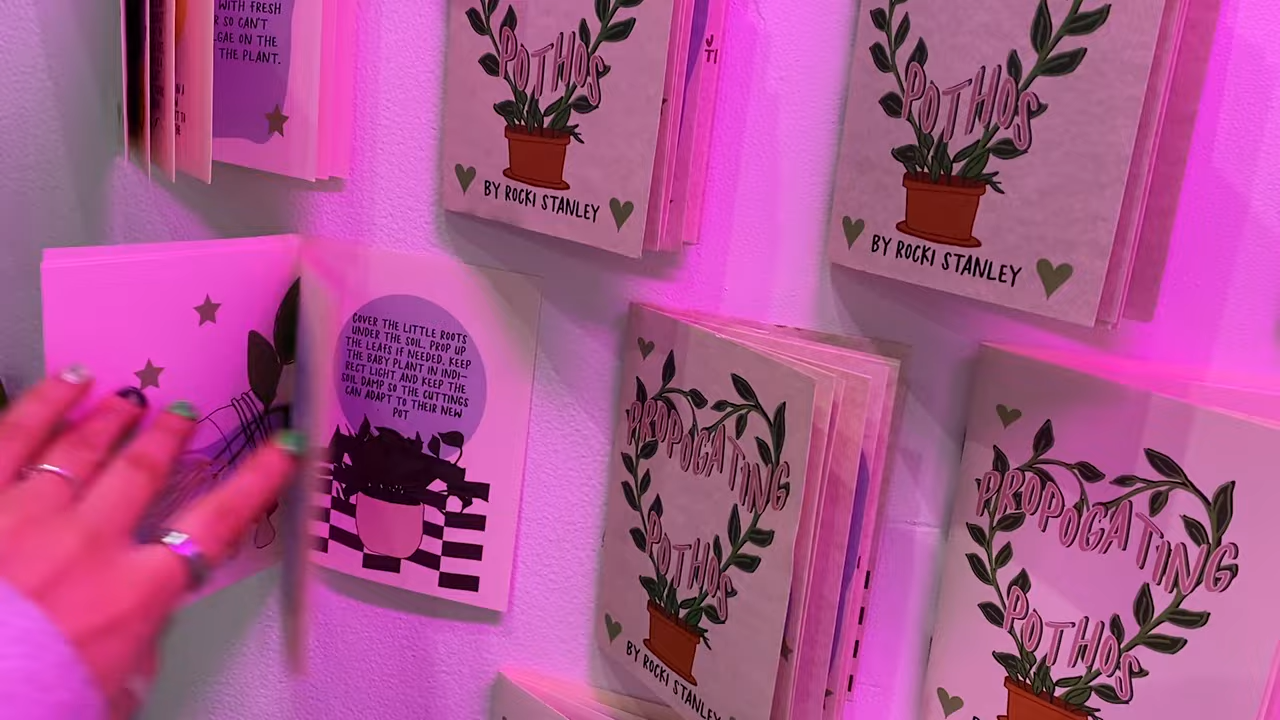 WITH FRESH
SO CAN'T
ON THE
THE PLANT.
POTHOS
BY ROCKI STANLEY
POTHOS
BY ROCKI STANLEY
COVER THE LITTLE ROOTS
UNDER THE SOIL. PROP UP
THE LEAFS IF NEEDED. KEEP
THE BABY PLANT IN INDI-
RECT LIGHT AND KEEP THE
SOIL DAMP SO THE CUTTINGS
CAN ADAPT TO THEIR NEW
POT
PROPOGATING
POTHOS
BY ROCKI STANLEY
PROPOGATING
POTHOS